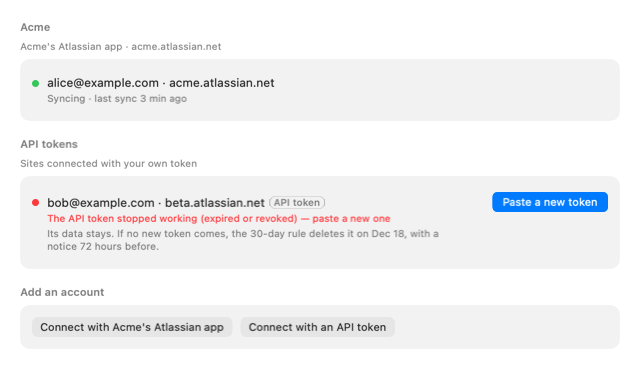 Acme
Acme's Atlassian app · acme.atlassian.net
alice@example.com · acme.atlassian.net
Syncing · last sync 3 min ago
API tokens
Sites connected with your own token
bob@example.com · beta.atlassian.net API token
Paste a new token
The API token stopped working (expired or revoked) — paste a new one
Its data stays. If no new token comes, the 30-day rule deletes it on Dec 18, with a
notice 72 hours before.
Add an account
Connect with Acme's Atlassian app
Connect with an API token